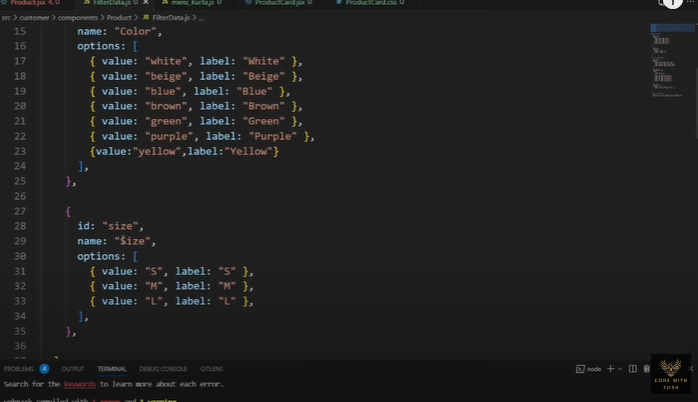 Product.jsx 4, U
FilterData.js U
mens_kurta.js U
ProductCard.jsx U
ProductCard.css U
src > customer > components > Product > FilterData.js > ...
15 name: "Color",
16 options: [
17 { value: "white", label: "White" },
18 { value: "beige", label: "Beige" },
19 { value: "blue", label: "Blue" },
20 { value: "brown", label: "Brown" },
21 { value: "green", label: "Green" },
22 { value: "purple", label: "Purple" },
23 {value:"yellow",label:"Yellow"}
24 ],
25 },
26
27 {
28 id: "size",
29 name: "Size",
30 options: [
31 { value: "S", label: "S" },
32 { value: "M", label: "M" },
33 { value: "L", label: "L" },
34 ],
35 },
36
PROBLEMS 4 OUTPUT TERMINAL DEBUG CONSOLE GITLENS
node
Search for the keywords to learn more about each error.
CODE WITH
ZOSH